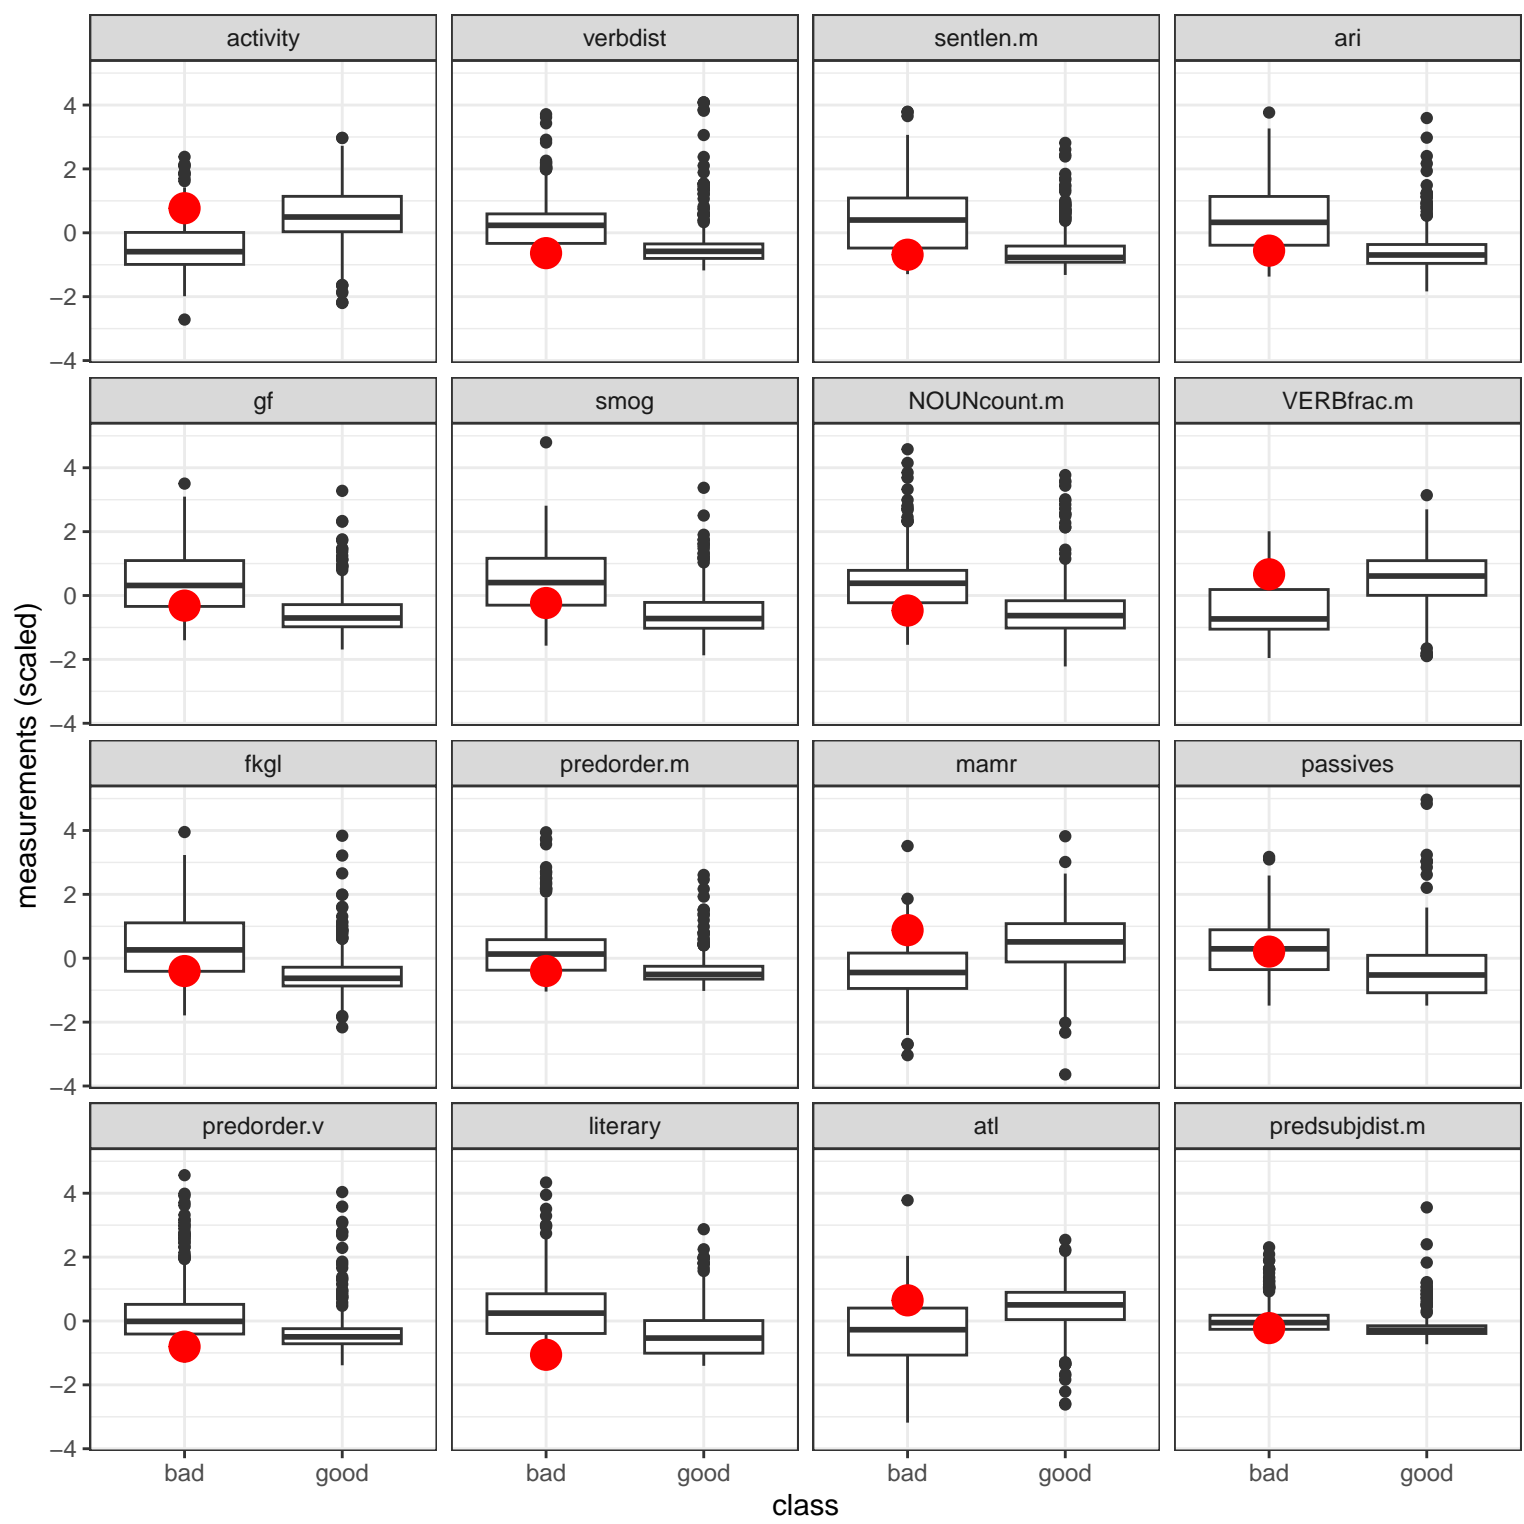 activity verbdist sentlen.m ari
4
2
0
−2
−4
gf smog NOUNcount.m VERBfrac.m
4
2
0
−2
−4
measurements (scaled)
fkgl predorder.m mamr passives
4
2
0
−2
−4
predorder.v literary atl predsubjdist.m
4
2
0
−2
−4
bad good bad good bad good bad good
class